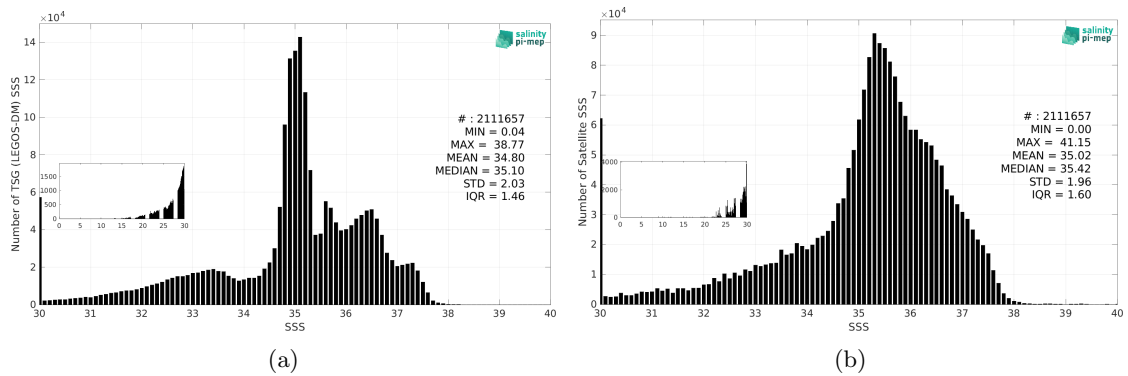 ×10⁴
14
12
10
8
6
4
2
0
Number of TSG (LEGOS-DM) SSS
salinity
pi-mep
# : 2111657
MIN = 0.04
MAX = 38.77
MEAN = 34.80
MEDIAN = 35.10
STD = 2.03
IQR = 1.46
1500
1000
500
0
0 5 10 15 20 25 30
30 31 32 33 34 35 36 37 38 39 40
SSS
(a)
×10⁴
9
8
7
6
5
4
3
2
1
0
Number of Satellite SSS
salinity
pi-mep
# : 2111657
MIN = 0.00
MAX = 41.15
MEAN = 35.02
MEDIAN = 35.42
STD = 1.96
IQR = 1.60
4000
2000
0
0 5 10 15 20 25 30
30 31 32 33 34 35 36 37 38 39 40
SSS
(b)